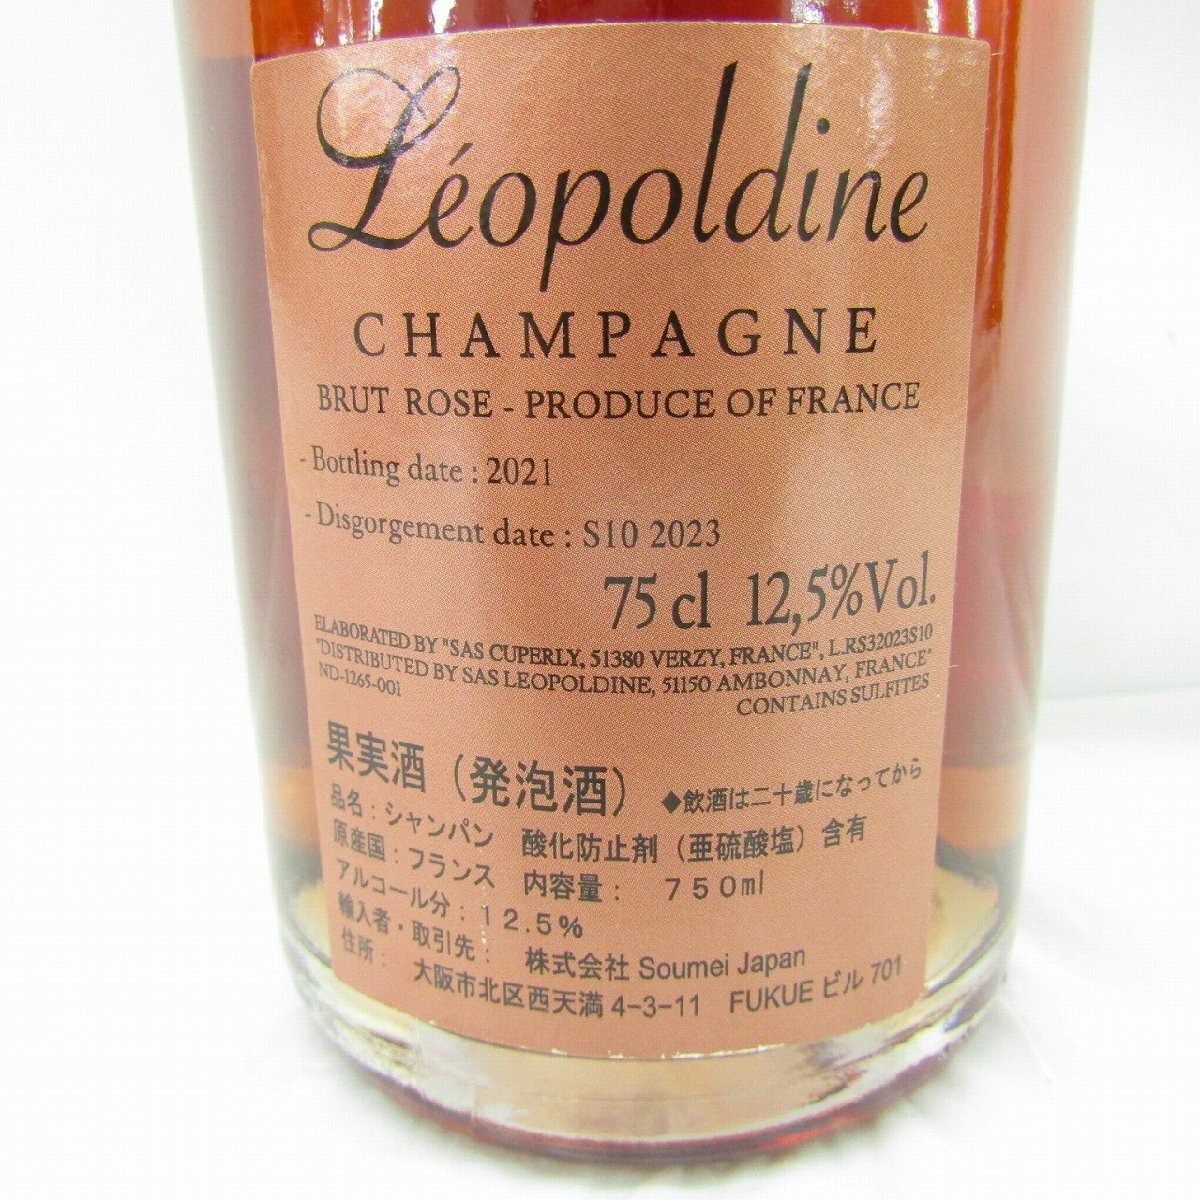 Léopoldine
CHAMPAGNE
BRUT ROSE - PRODUCE OF FRANCE
- Bottling date : 2021
- Disgorgement date : S10 2023
75 cl 12,5%Vol.
ELABORATED BY "SAS CUPERLY, 51380 VERZY, FRANCE", L.RS32023S10
"DISTRIBUTED BY SAS LEOPOLDINE, 51150 AMBONNAY, FRANCE"
ND-1265-001 CONTAINS SULFITES
果実酒（発泡酒） ◆飲酒は二十歳になってから
品名：シャンパン 酸化防止剤（亜硫酸塩）含有
原産国：フランス 内容量： ７５０㎖
アルコール分：１２.５％
輸入者・取引先： 株式会社 Soumei Japan
住所： 大阪市北区西天満 4-3-11 FUKUE ビル 701